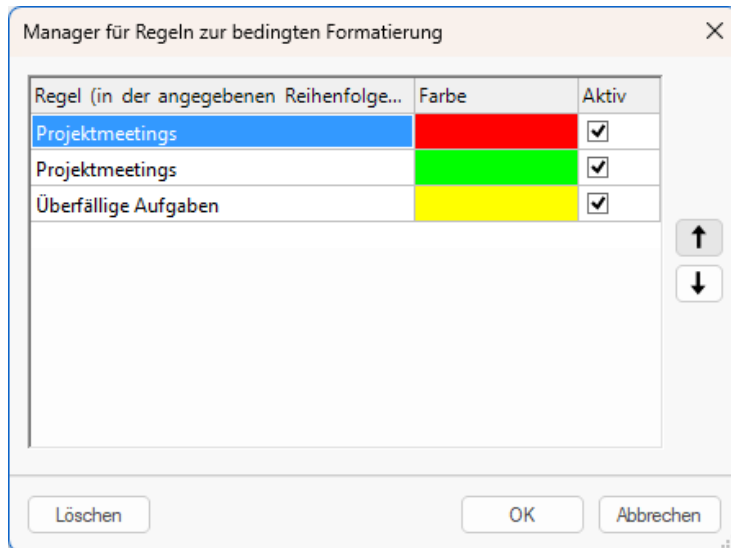 Manager für Regeln zur bedingten Formatierung
Regel (in der angegebenen Reihenfolge... Farbe Aktiv
Projektmeetings
Projektmeetings
Überfällige Aufgaben
Löschen OK Abbrechen